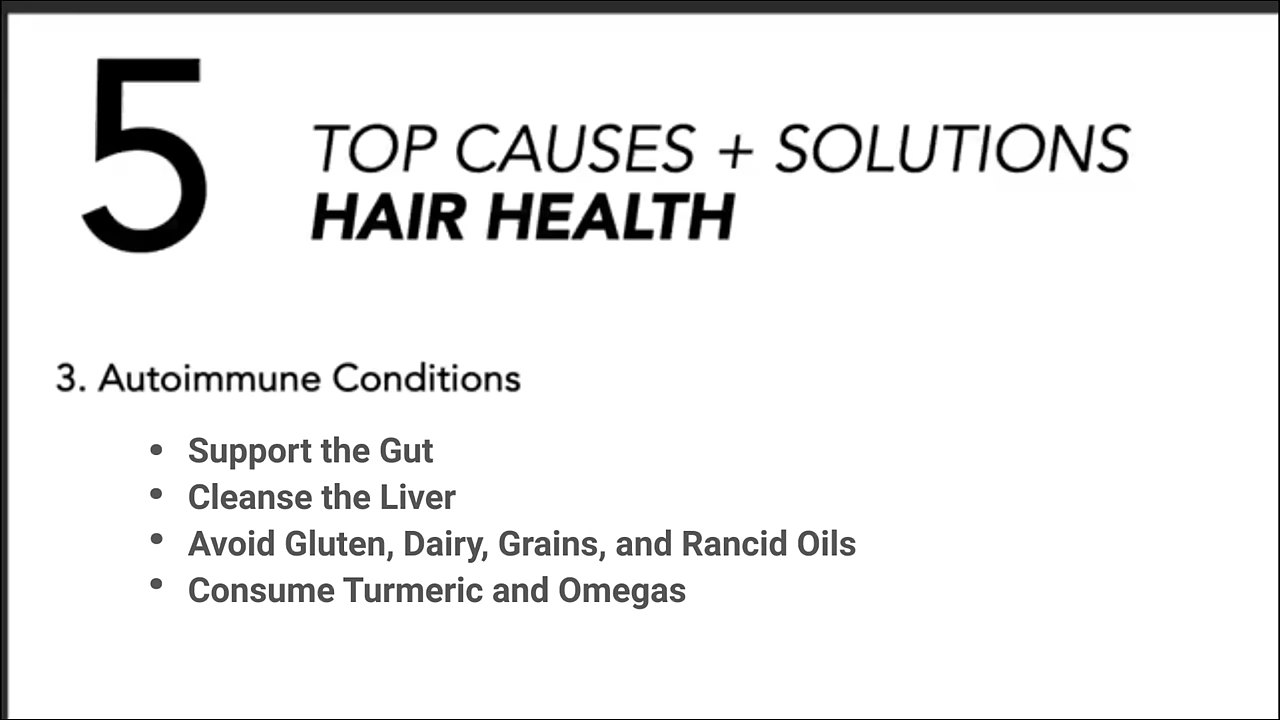 5
TOP CAUSES + SOLUTIONS
HAIR HEALTH
3. Autoimmune Conditions
• Support the Gut
• Cleanse the Liver
• Avoid Gluten, Dairy, Grains, and Rancid Oils
• Consume Turmeric and Omegas